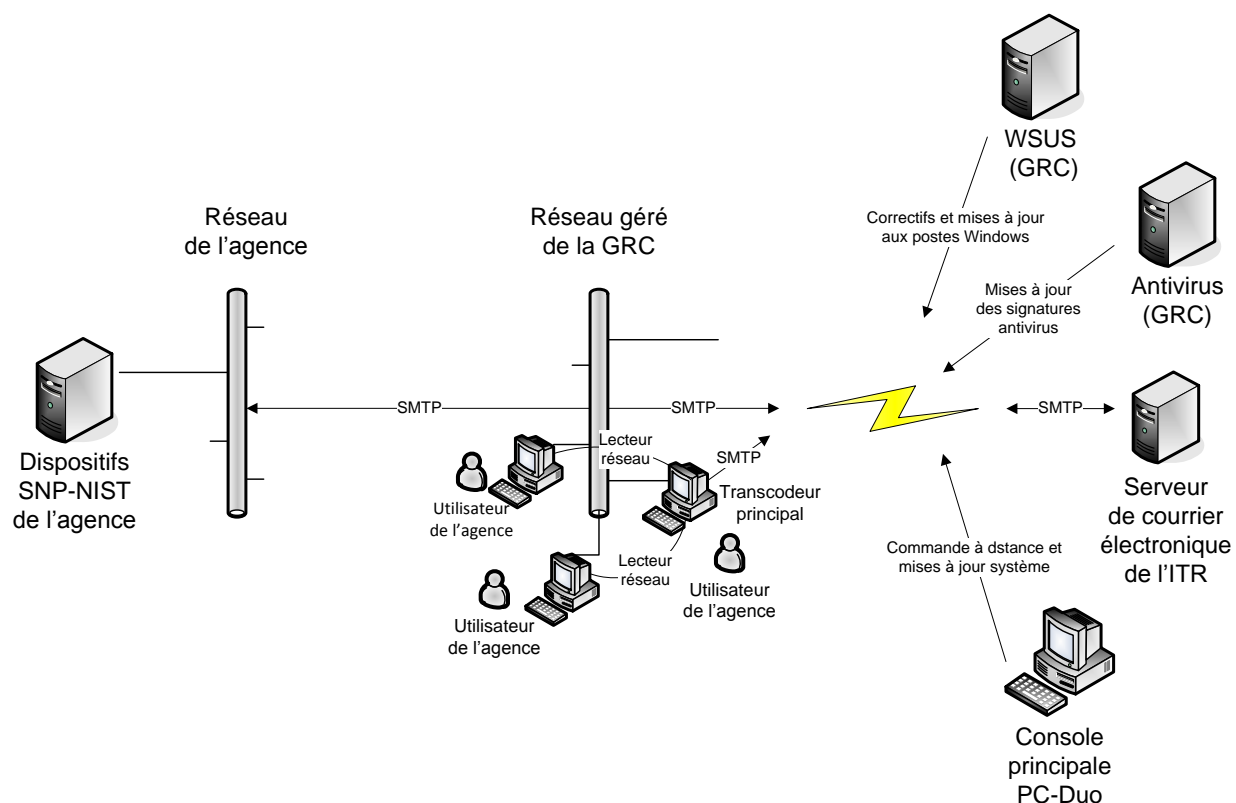 WSUS
(GRC)
Réseau
de l'agence
Réseau géré
de la GRC
Correctifs et mises à jour
aux postes Windows
Antivirus
(GRC)
Mises à jour
des signatures
antivirus
SMTP
SMTP
SMTP
Dispositifs
SNP-NIST
de l'agence
Lecteur
réseau
SMTP
Utilisateur
de l'agence
Transcodeur
principal
Serveur
de courrier
électronique
de l'ITR
Lecteur
réseau
Utilisateur
de l'agence
Utilisateur
de l'agence
Commande à dstance et
mises à jour système
Console
principale
PC-Duo